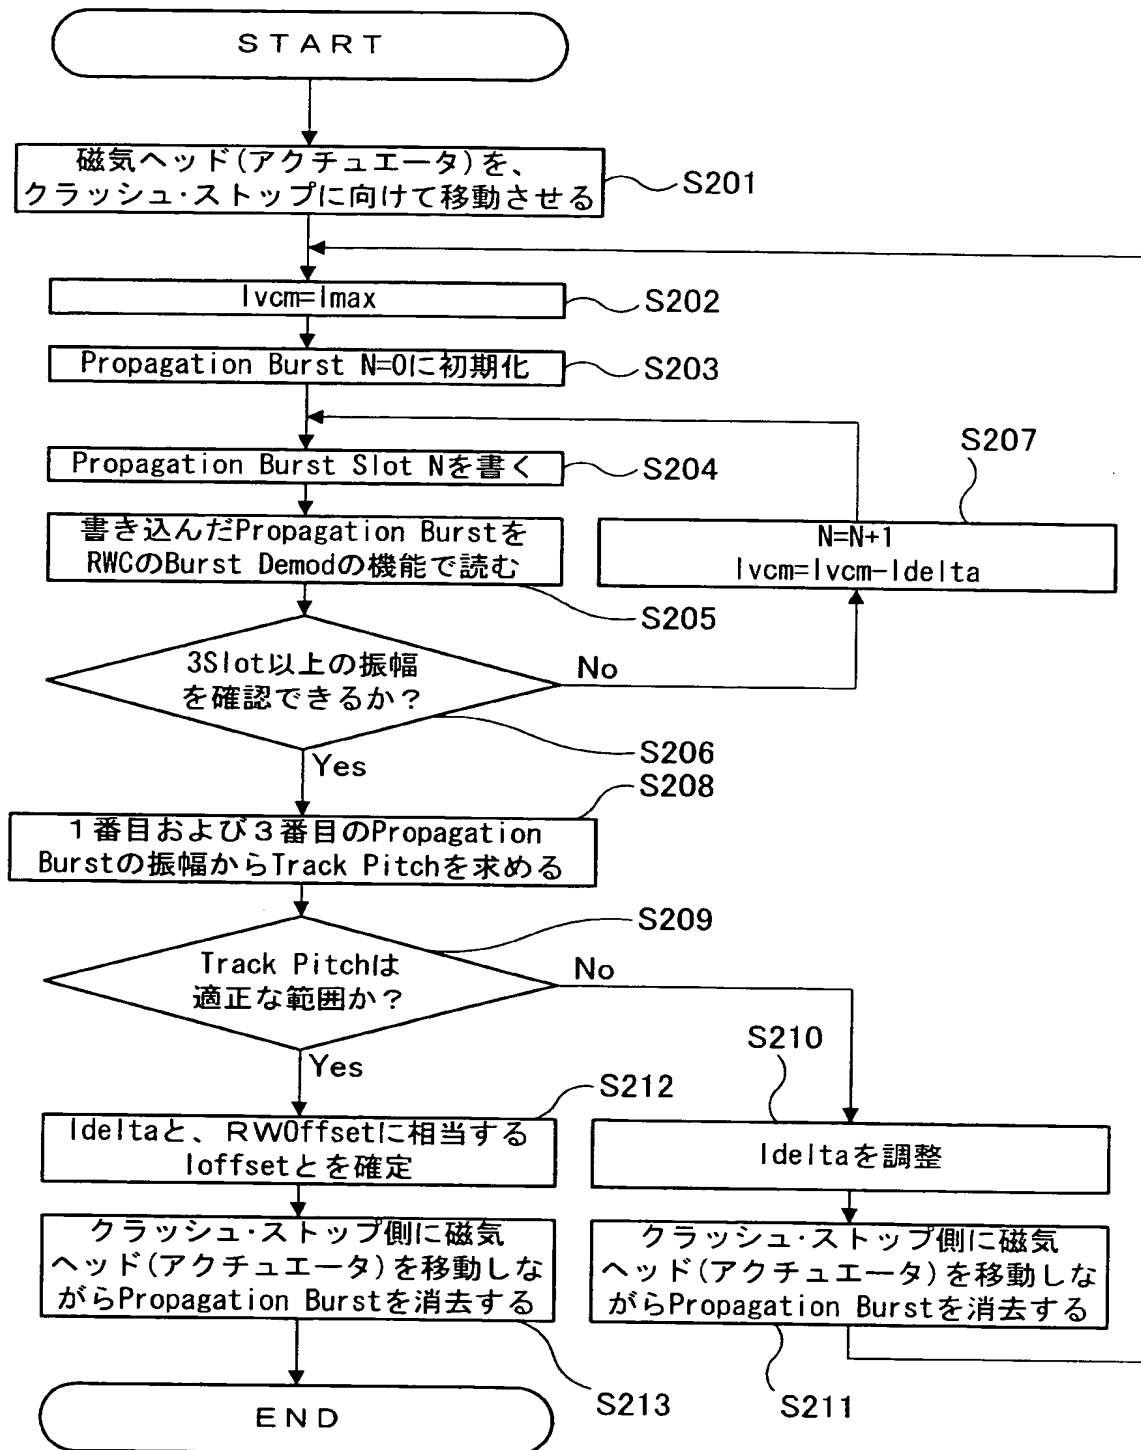 START
磁気ヘッド(アクチュエータ)を、
クラッシュ・ストップに向けて移動させる
S201
Ivcm=Imax
S202
Propagation Burst N=0に初期化
S203
Propagation Burst Slot Nを書く
S204
S207
N=N+1
Ivcm=Ivcm-Idelta
書き込んだPropagation Burstを
RWCのBurst Demodの機能で読む
S205
3Slot以上の振幅
を確認できるか?
No
S206
Yes
S208
1番目および3番目のPropagation
Burstの振幅からTrack Pitchを求める
S209
Track Pitchは
適正な範囲か?
No
Yes
S210
S212
Ideltaと、RWOffsetに相当する
Ioffsetとを確定
Ideltaを調整
クラッシュ・ストップ側に磁気
ヘッド(アクチュエータ)を移動しな
がらPropagation Burstを消去する
クラッシュ・ストップ側に磁気
ヘッド(アクチュエータ)を移動しな
がらPropagation Burstを消去する
S213
S211
END